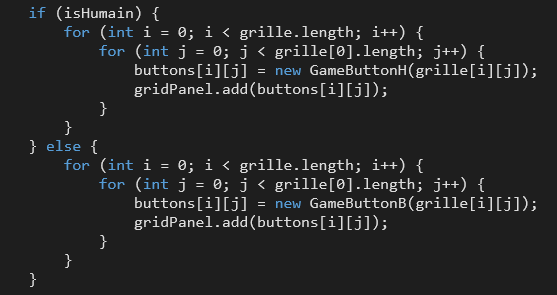 if (isHumain) {
    for (int i = 0; i < grille.length; i++) {
        for (int j = 0; j < grille[0].length; j++) {
            buttons[i][j] = new GameButtonH(grille[i][j]);
            gridPanel.add(buttons[i][j]);
        }
    }
} else {
    for (int i = 0; i < grille.length; i++) {
        for (int j = 0; j < grille[0].length; j++) {
            buttons[i][j] = new GameButtonB(grille[i][j]);
            gridPanel.add(buttons[i][j]);
        }
    }
}